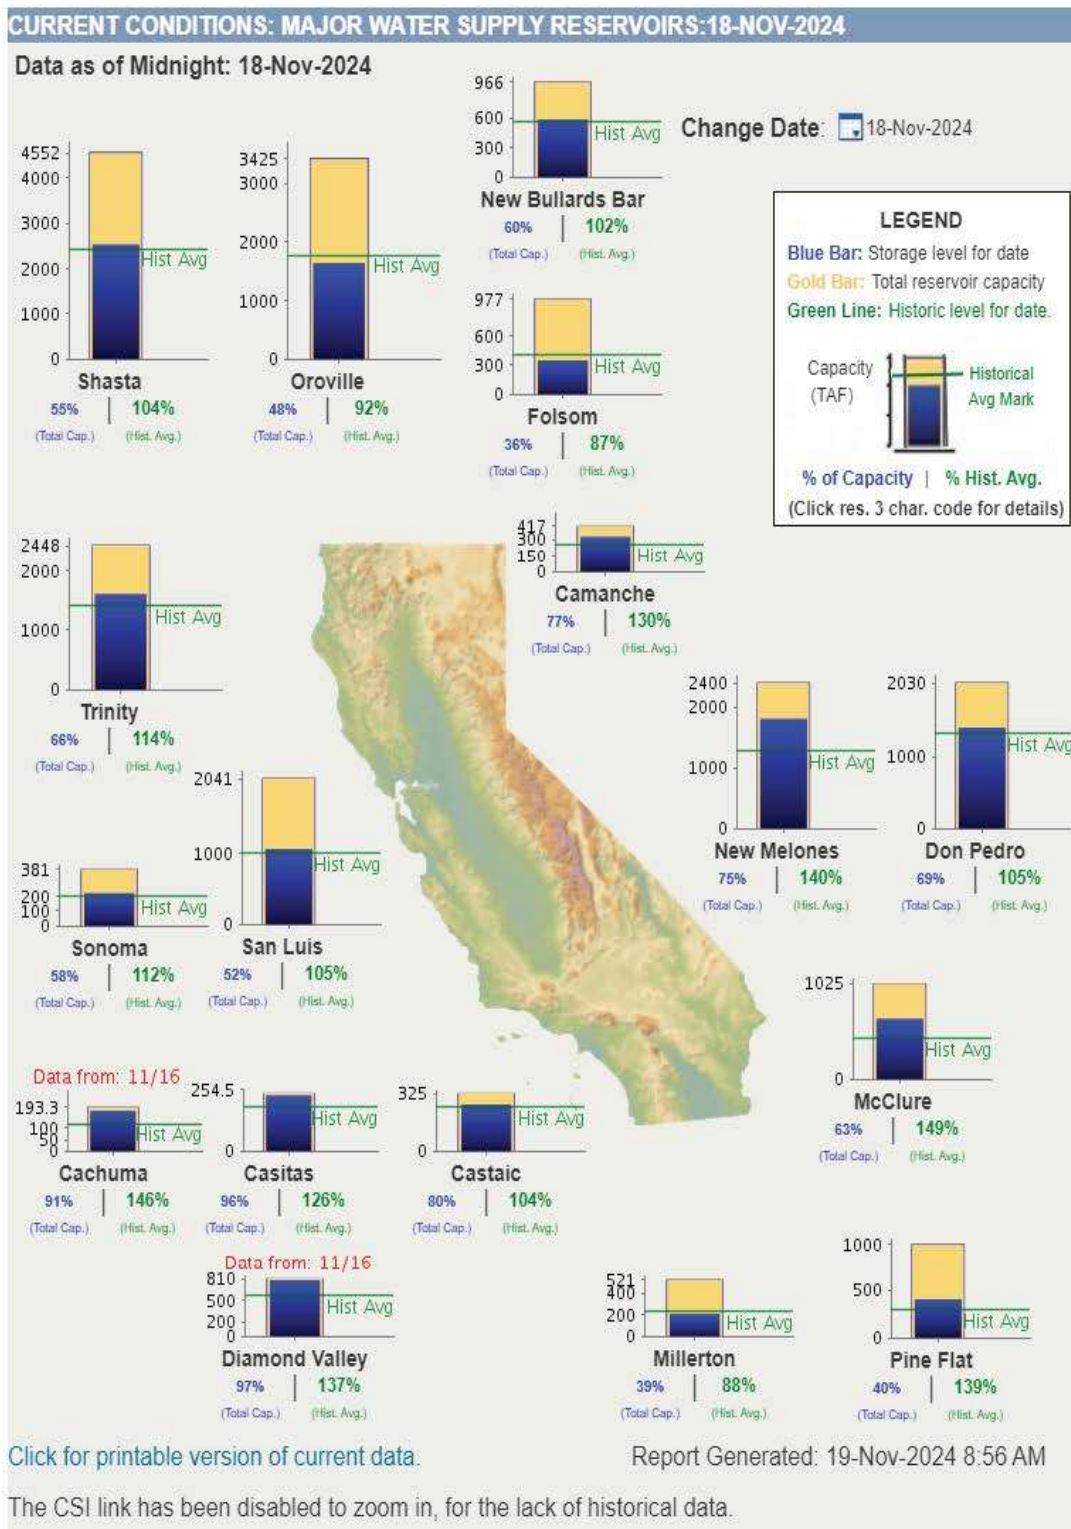 CURRENT CONDITIONS: MAJOR WATER SUPPLY RESERVOIRS:18-NOV-2024
Data as of Midnight: 18-Nov-2024
Change Date: 18-Nov-2024
966
600
300
0
Hist Avg
New Bullards Bar
60% | 102%
(Total Cap.) (Hist. Avg.)
4552
4000
3000
2000
1000
0
Hist Avg
Shasta
55% | 104%
(Total Cap.) (Hist. Avg.)
3425
3000
2000
1000
0
Hist Avg
Oroville
48% | 92%
(Total Cap.) (Hist. Avg.)
977
600
300
0
Hist Avg
Folsom
36% | 87%
(Total Cap.) (Hist. Avg.)
LEGEND
Blue Bar: Storage level for date
Gold Bar: Total reservoir capacity
Green Line: Historic level for date.
Capacity
(TAF)
Historical
Avg Mark
% of Capacity | % Hist. Avg.
(Click res. 3 char. code for details)
417
300
150
0
Hist Avg
Camanche
77% | 130%
(Total Cap.) (Hist. Avg.)
2448
2000
1000
0
Hist Avg
Trinity
66% | 114%
(Total Cap.) (Hist. Avg.)
2400
2000
1000
0
Hist Avg
New Melones
75% | 140%
(Total Cap.) (Hist. Avg.)
2030
1000
0
Hist Avg
Don Pedro
69% | 105%
(Total Cap.) (Hist. Avg.)
381
200
100
0
Hist Avg
Sonoma
58% | 112%
(Total Cap.) (Hist. Avg.)
2041
1000
0
Hist Avg
San Luis
52% | 105%
(Total Cap.) (Hist. Avg.)
1025
0
Hist Avg
McClure
63% | 149%
(Total Cap.) (Hist. Avg.)
Data from: 11/16
193.3
100
50
0
Hist Avg
Cachuma
91% | 146%
(Total Cap.) (Hist. Avg.)
254.5
0
Hist Avg
Casitas
96% | 126%
(Total Cap.) (Hist. Avg.)
325
0
Hist Avg
Castaic
80% | 104%
(Total Cap.) (Hist. Avg.)
Data from: 11/16
810
500
200
0
Hist Avg
Diamond Valley
97% | 137%
(Total Cap.) (Hist. Avg.)
521
400
200
0
Hist Avg
Millerton
39% | 88%
(Total Cap.) (Hist. Avg.)
1000
500
0
Hist Avg
Pine Flat
40% | 139%
(Total Cap.) (Hist. Avg.)
Click for printable version of current data.
Report Generated: 19-Nov-2024 8:56 AM
The CSI link has been disabled to zoom in, for the lack of historical data.